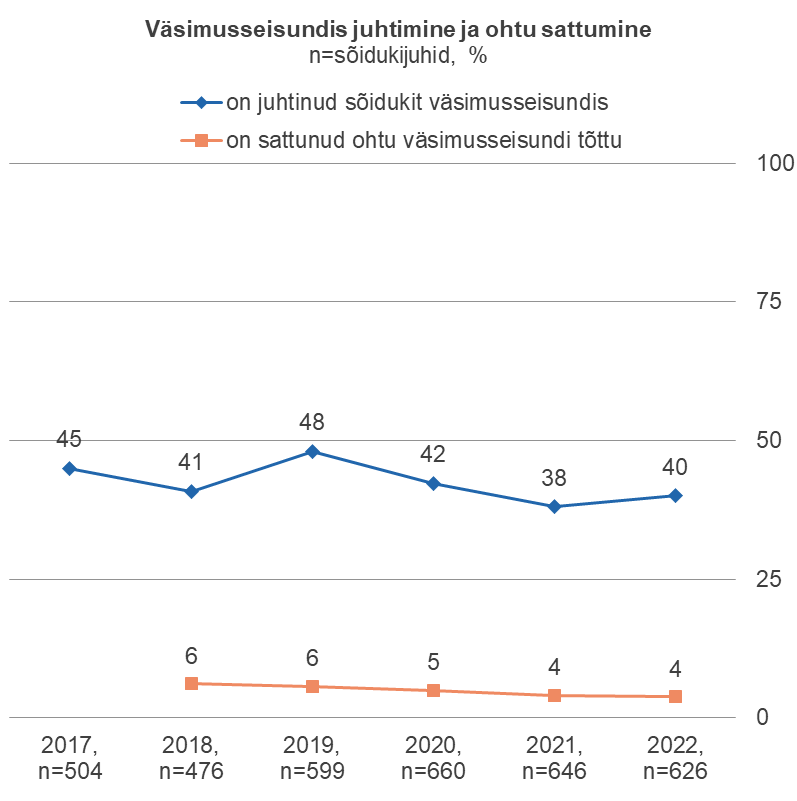 Väsimusseisundis juhtimine ja ohtu sattumine
n=sõidukijuhid,  %
on juhtinud sõidukit väsimusseisundis
on sattunud ohtu väsimusseisundi tõttu
100
75
50
25
0
45
41
48
42
38
40
6
6
5
4
4
2017, 2018, 2019, 2020, 2021, 2022,
n=504 n=476 n=599 n=660 n=646 n=626